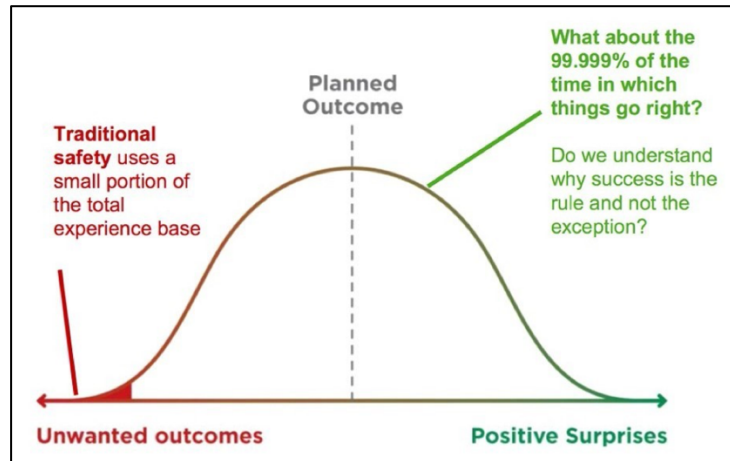 Traditional
safety uses a
small portion of
the total
experience base
Planned
Outcome
What about the
99.999% of the
time in which
things go right?
Do we understand
why success is the
rule and not the
exception?
Unwanted outcomes
Positive Surprises